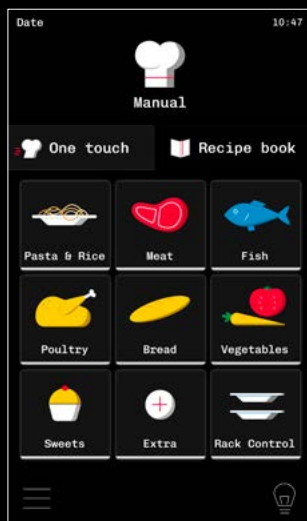 Date 10:47
Manual
One touch Recipe book
Pasta & Rice Meat Fish
Poultry Bread Vegetables
Sweets Extra Rack Control